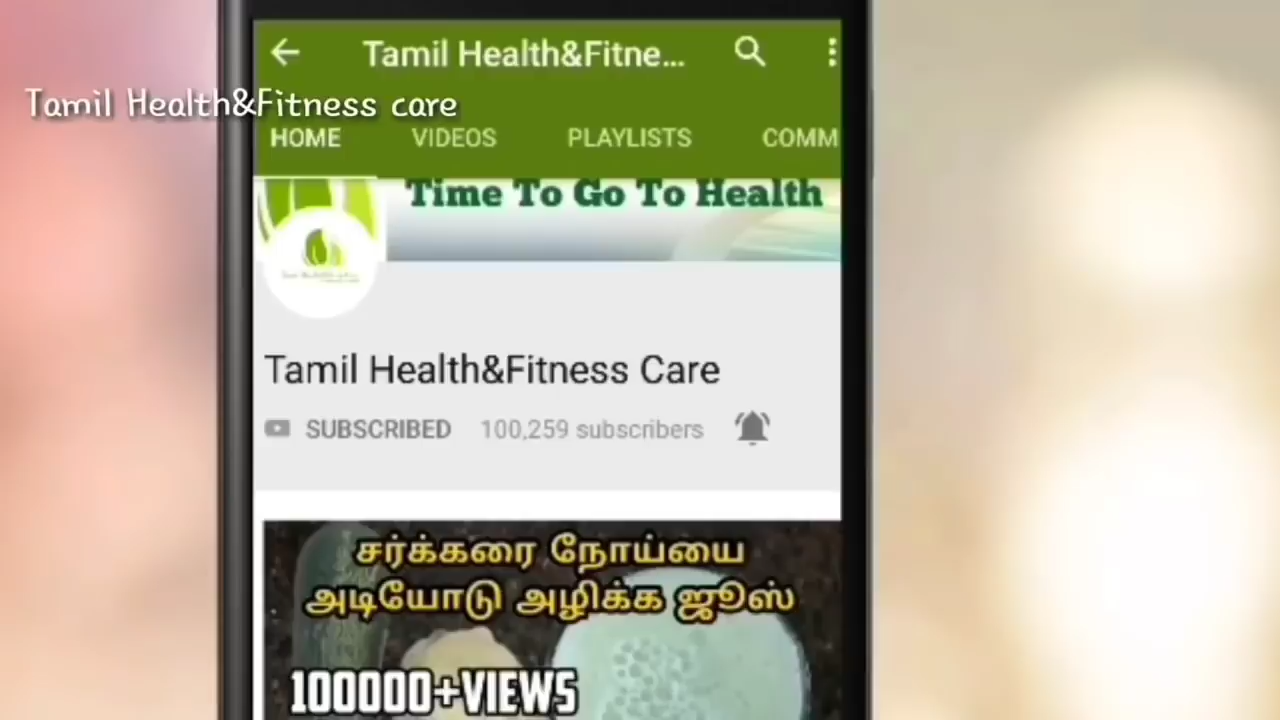 Tamil Health&Fitne...
Tamil Health&Fitness care
HOME VIDEOS PLAYLISTS COMM
Time To Go To Health
Tamil Health&Fitness Care
SUBSCRIBED 100,259 subscribers
சர்க்கரை நோய்யை
அடியோடு அழிக்க ஜூஸ்
100000+VIEWS